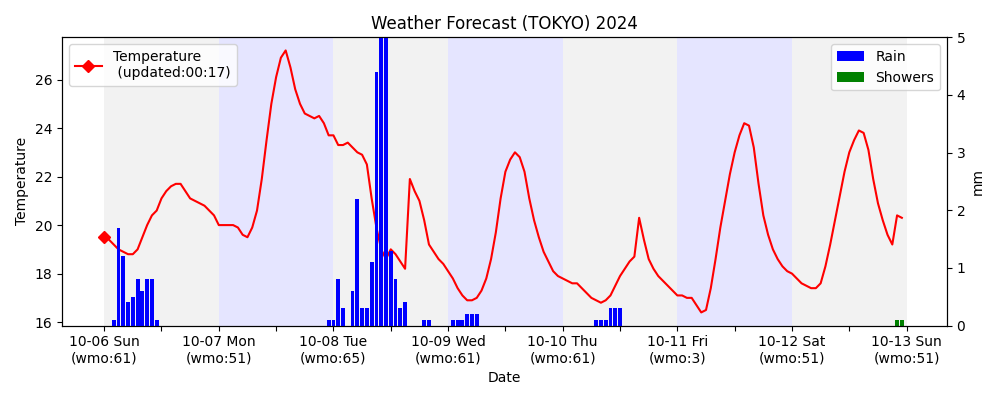 Weather Forecast (TOKYO) 2024
Temperature
(updated:00:17)
Rain
Showers
26
24
22
20
18
16
Temperature
5
4
3
2
1
0
mm
10-06 Sun
(wmo:61)
10-07 Mon
(wmo:51)
10-08 Tue
(wmo:65)
10-09 Wed
(wmo:61)
10-10 Thu
(wmo:61)
10-11 Fri
(wmo:3)
10-12 Sat
(wmo:51)
10-13 Sun
(wmo:51)
Date